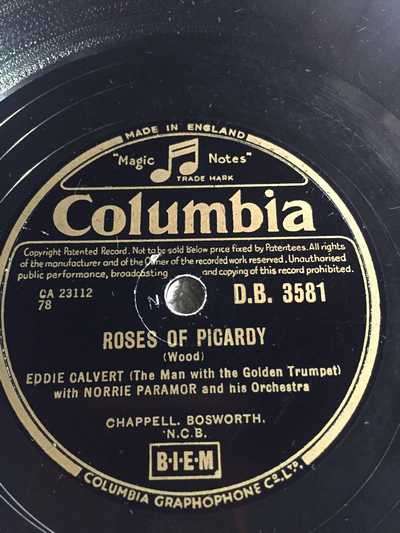 MADE IN ENGLAND
"Magic Notes"
TRADE MARK
Columbia
Copyright Patented Record. Not to be sold below price fixed by Patentees. All rights
of the manufacturer and of the Owner of the recorded work reserved. Unauthorised
public performance, broadcasting and copying of this record prohibited.
CA 23112
78
N
D.B. 3581
ROSES OF PICARDY
(Wood)
EDDIE CALVERT (The Man with the Golden Trumpet)
with NORRIE PARAMOR and his Orchestra
CHAPPELL. BOSWORTH.
N.C.B.
B·I·E·M
COLUMBIA GRAPHOPHONE CO. LTD.